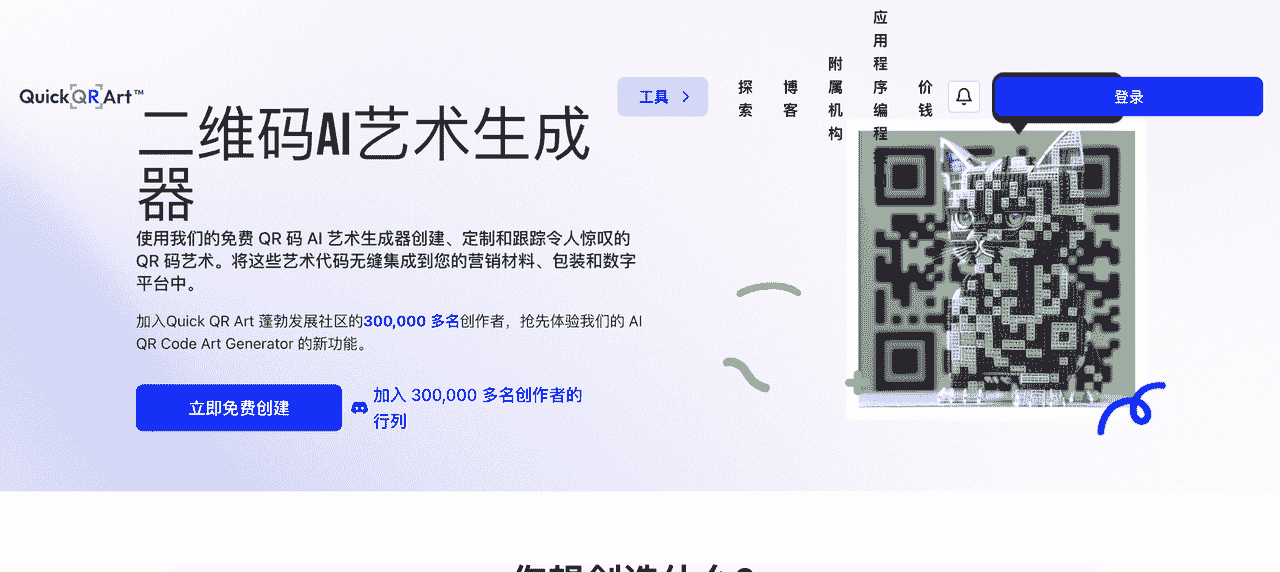 QuickQRArt™
工具
探索
博客
附属机构
应用程序编程
价钱
登录
二维码AI艺术生成
器
使用我们的免费 QR 码 AI 艺术生成器创建、定制和跟踪令人惊叹的
QR 码艺术。将这些艺术代码无缝集成到您的营销材料、包装和数字
平台中。
加入Quick QR Art 蓬勃发展社区的300,000 多名创作者，抢先体验我们的 AI
QR Code Art Generator 的新功能。
立即免费创建
加入 300,000 多名创作者的
行列
您想创造什么?